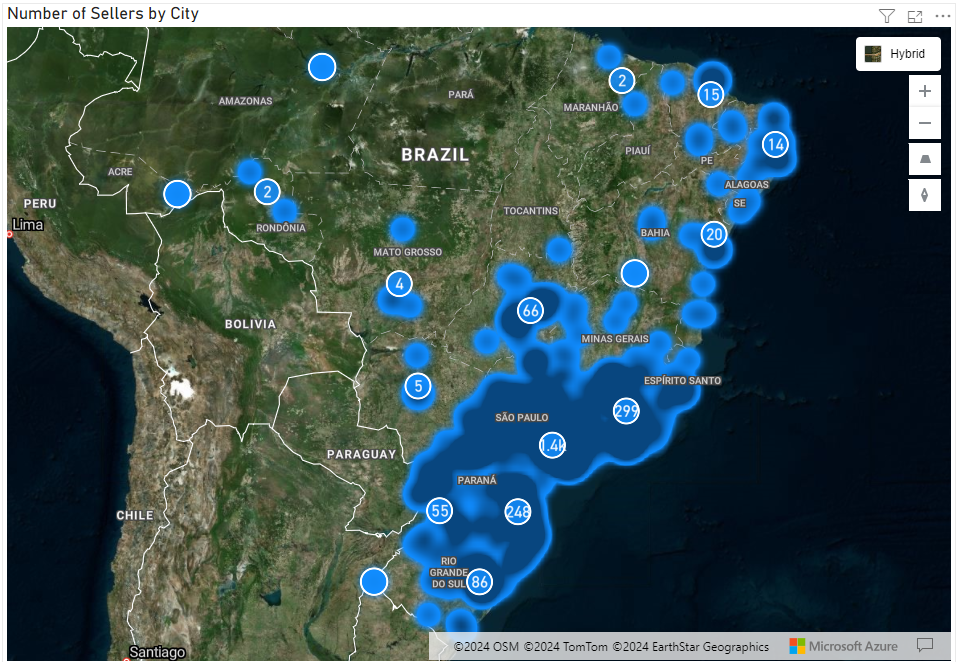 Number of Sellers by City
Hybrid
2
15
AMAZONAS
PARÁ
MARANHÃO
BRAZIL
PIAUÍ
14
PE
ACRE
2
ALAGOAS
SE
PERU
Lima
RONDÔNIA
TOCANTINS
BAHIA
20
MATO GROSSO
4
66
BOLIVIA
MINAS GERAIS
5
ESPÍRITO SANTO
SÃO PAULO
299
1.4k
PARAGUAY
PARANÁ
CHILE
55
248
RIO
GRANDE
DO SUL
86
Santiago
©2024 OSM ©2024 TomTom ©2024 EarthStar Geographics
Microsoft Azure